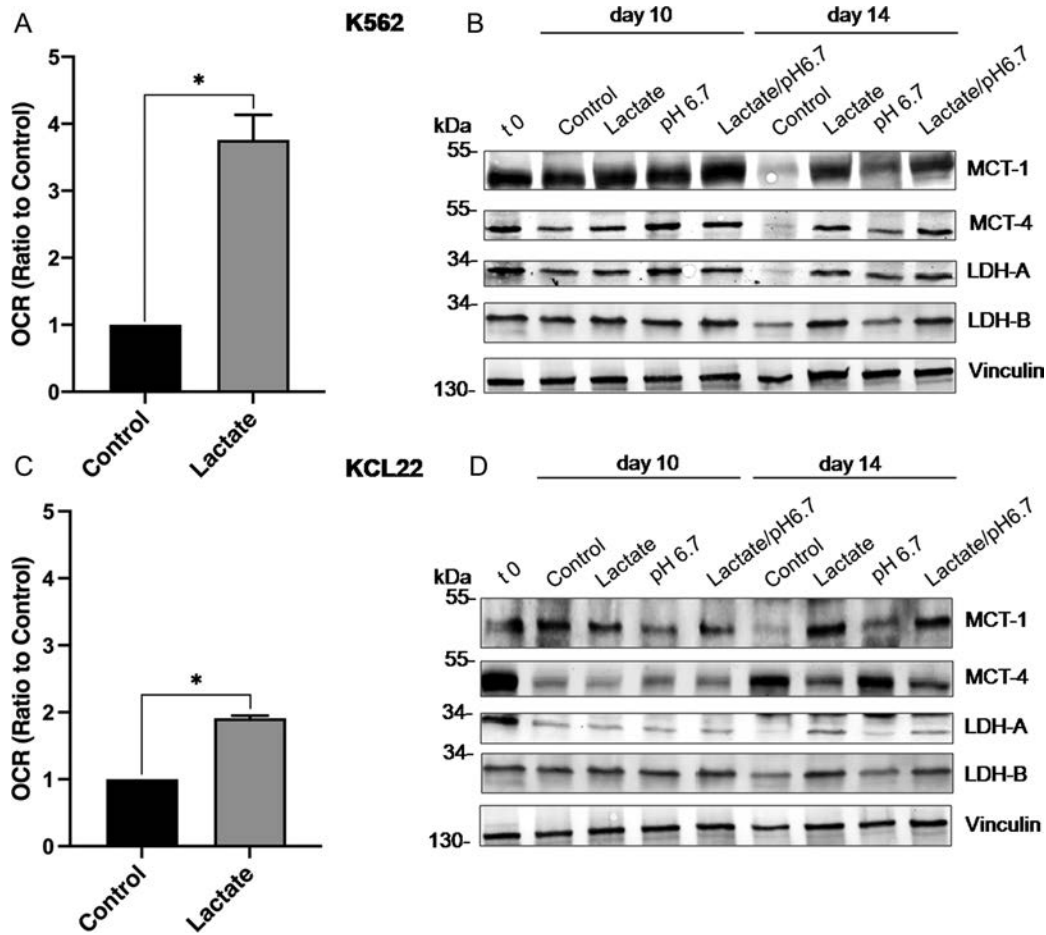 A
K562
OCR (Ratio to Control)
5
4
3
2
1
0
*
Control
Lactate
B
day 10
day 14
kDa
t 0
Control
Lactate
pH 6.7
Lactate/pH6.7
Control
Lactate
pH 6.7
Lactate/pH6.7
55-
MCT-1
55-
MCT-4
34-
LDH-A
34-
LDH-B
130-
Vinculin
C
KCL22
OCR (Ratio to Control)
5
4
3
2
1
0
*
Control
Lactate
D
day 10
day 14
kDa
t 0
Control
Lactate
pH 6.7
Lactate/pH6.7
Control
Lactate
pH 6.7
Lactate/pH6.7
55-
MCT-1
55-
MCT-4
34-
LDH-A
34-
LDH-B
130-
Vinculin